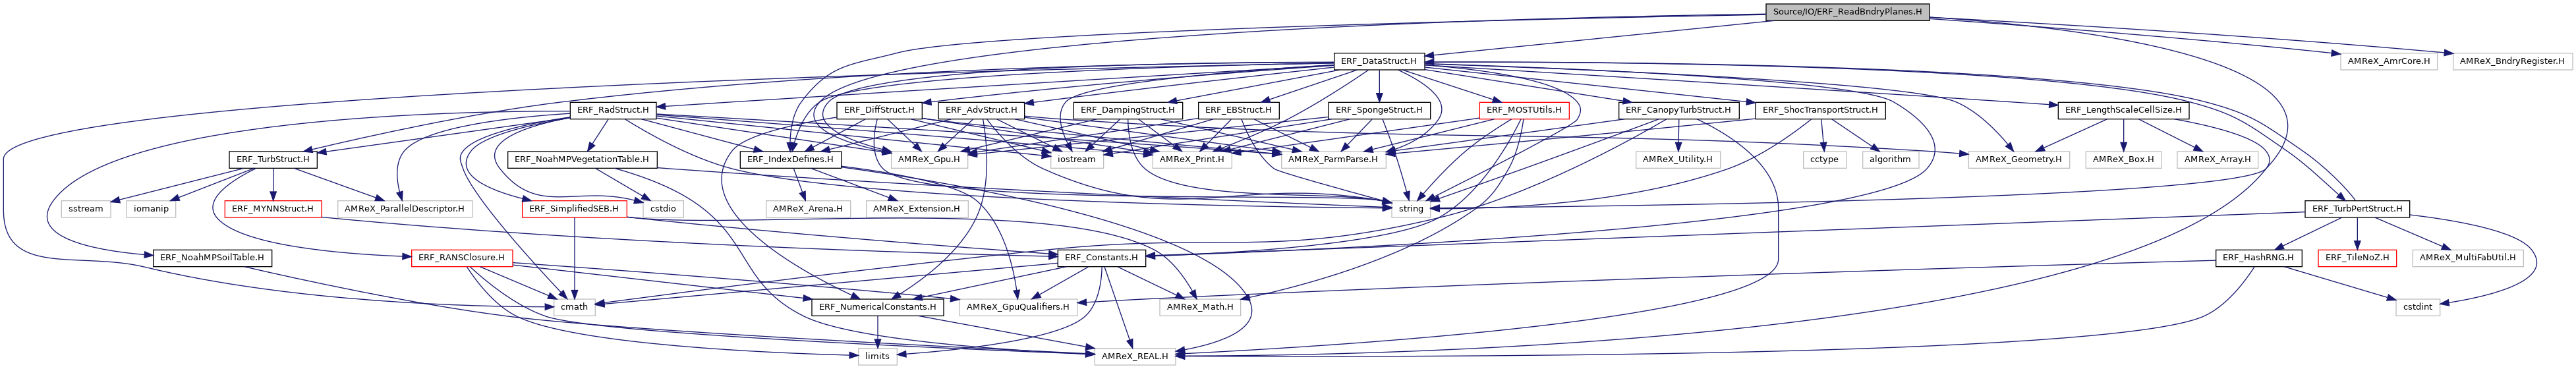 Source/IO/ERF_ReadBndryPlanes.H
ERF_DataStruct.H
AMReX_AmrCore.H
AMReX_BndryRegister.H
ERF_RadStruct.H
ERF_DiffStruct.H
ERF_AdvStruct.H
ERF_DampingStruct.H
ERF_EBStruct.H
ERF_SpongeStruct.H
ERF_MOSTUtils.H
ERF_CanopyTurbStruct.H
ERF_ShocTransportStruct.H
ERF_LengthScaleCellSize.H
ERF_TurbStruct.H
ERF_NoahMPVegetationTable.H
ERF_IndexDefines.H
AMReX_Gpu.H
iostream
AMReX_Print.H
AMReX_ParmParse.H
AMReX_Utility.H
cctype
algorithm
AMReX_Geometry.H
AMReX_Box.H
AMReX_Array.H
sstream
iomanip
ERF_MYNNStruct.H
AMReX_ParallelDescriptor.H
ERF_SimplifiedSEB.H
cstdio
AMReX_Arena.H
AMReX_Extension.H
string
ERF_TurbPertStruct.H
ERF_NoahMPSoilTable.H
ERF_RANSClosure.H
ERF_Constants.H
ERF_HashRNG.H
ERF_TileNoZ.H
AMReX_MultiFabUtil.H
cmath
ERF_NumericalConstants.H
AMReX_GpuQualifiers.H
AMReX_Math.H
cstdint
limits
AMReX_REAL.H